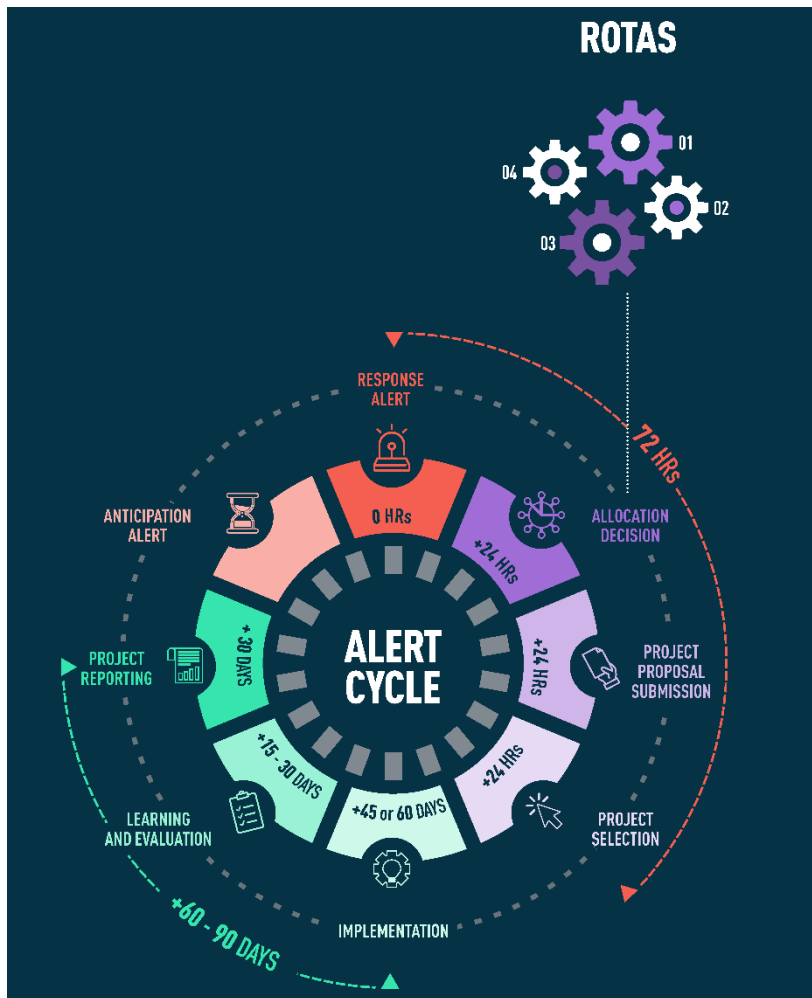 ROTAS
01
04
02
03
RESPONSE
ALERT
72 HRs
0 HRs
ANTICIPATION
ALERT
ALLOCATION
DECISION
+24 HRs
ALERT
CYCLE
+ 30 DAYS
PROJECT
REPORTING
+24 HRs
PROJECT
PROPOSAL
SUBMISSION
+15 - 30 DAYS
+24 HRs
+45 or 60 DAYS
LEARNING
AND EVALUATION
PROJECT
SELECTION
IMPLEMENTATION
+60 - 90 DAYS